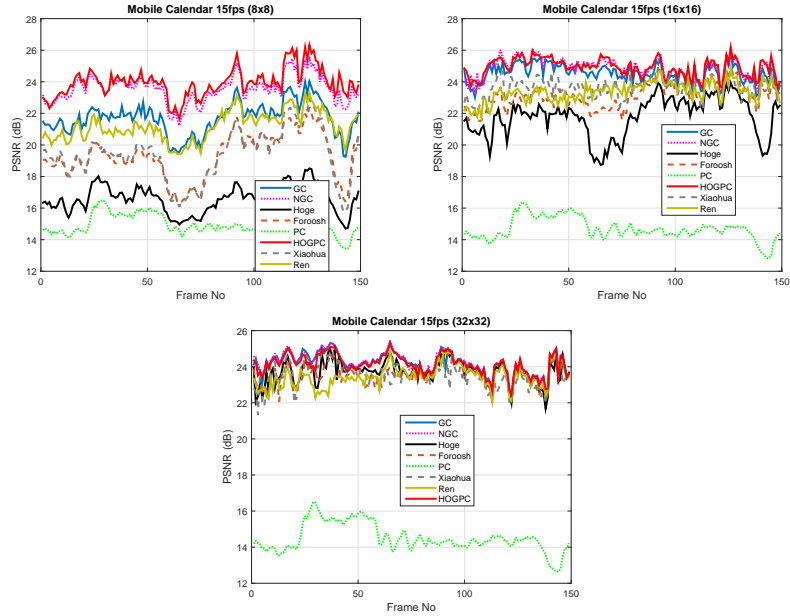 Mobile Calendar 15fps (8x8)
28
26
24
22
20
18
16
14
12
PSNR (dB)
0
50
100
150
Frame No
GC
NGC
Hoge
Foroosh
PC
HOGPC
Xiaohua
Ren
Mobile Calendar 15fps (16x16)
28
26
24
22
20
18
16
14
12
PSNR (dB)
0
50
100
150
Frame No
GC
NGC
Hoge
Foroosh
PC
HOGPC
Xiaohua
Ren
Mobile Calendar 15fps (32x32)
26
24
22
20
18
16
14
12
PSNR (dB)
0
50
100
150
Frame No
GC
NGC
Hoge
Foroosh
PC
Xiaohua
Ren
HOGPC